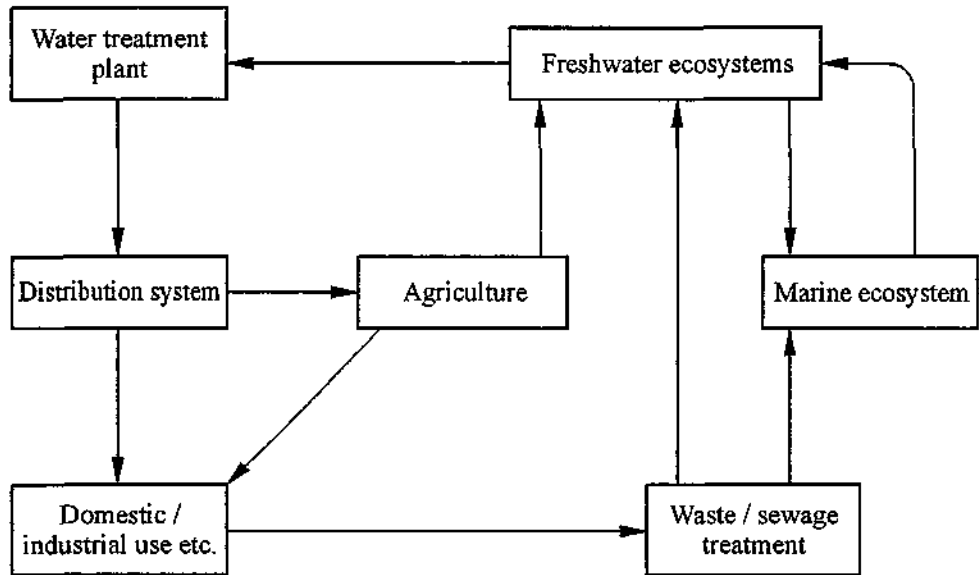 Water treatment
plant
Freshwater ecosystems
Distribution system
Agriculture
Marine ecosystem
Domestic /
industrial use etc.
Waste / sewage
treatment